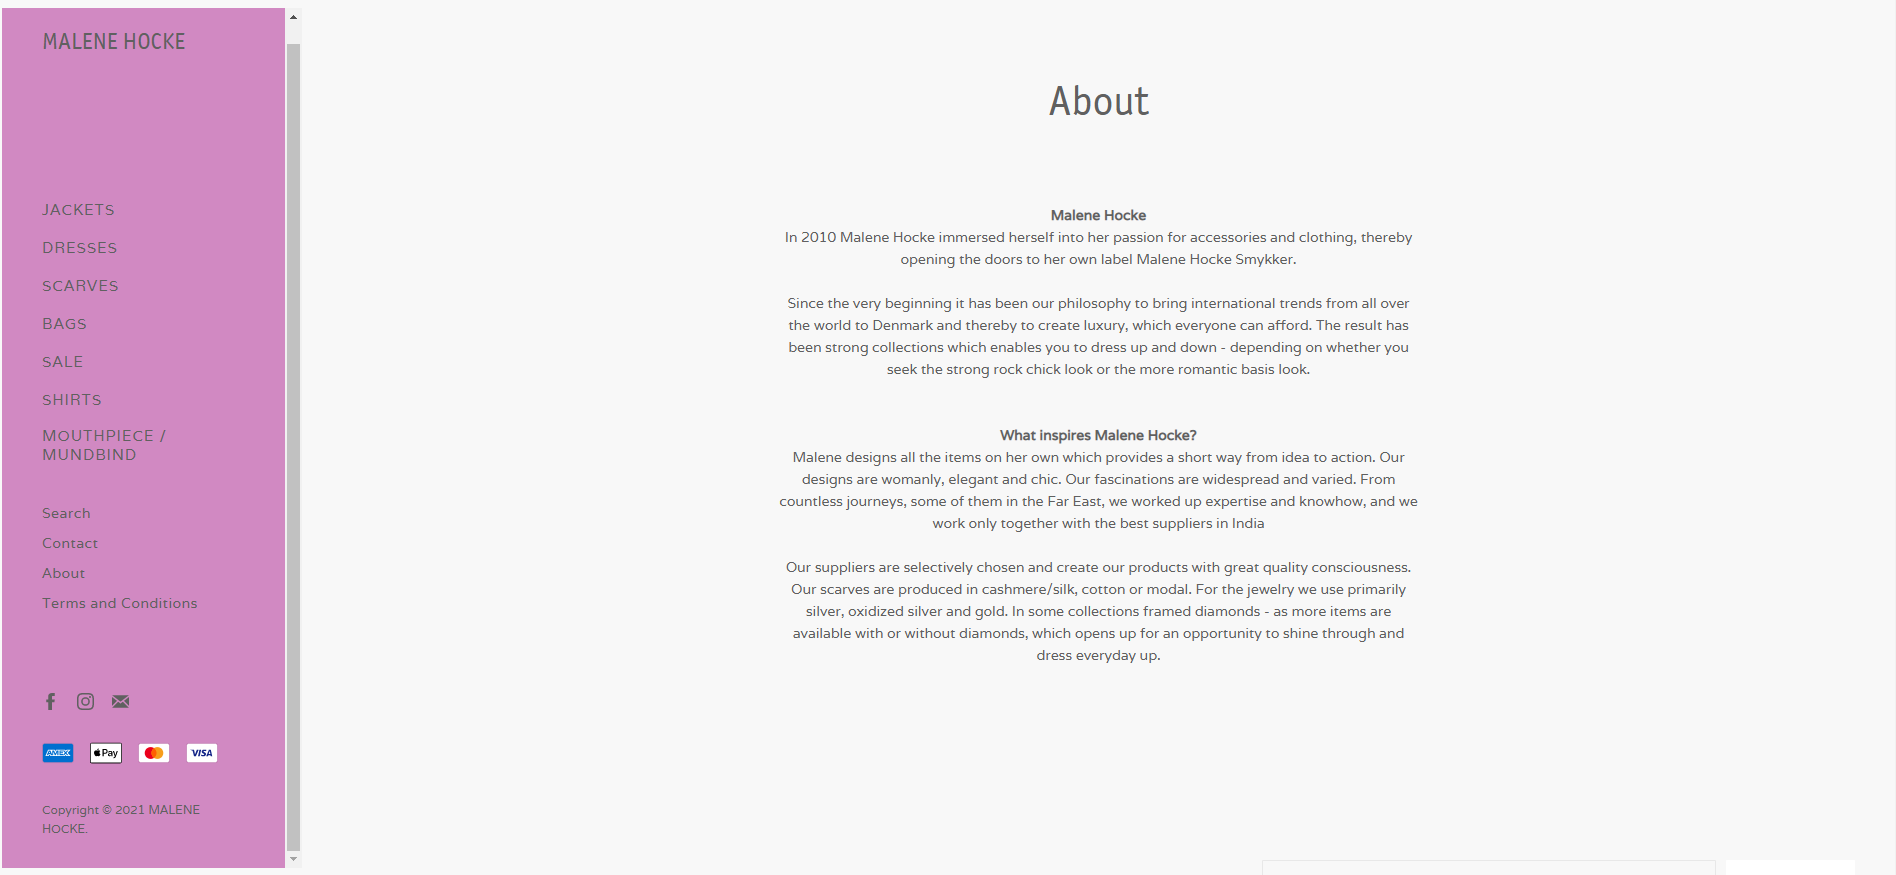 MALENE HOCKE
JACKETS
DRESSES
SCARVES
BAGS
SALE
SHIRTS
MOUTHPIECE /
MUNDBIND
Search
Contact
About
Terms and Conditions
AMEX
Pay
VISA
Copyright © 2021 MALENE
HOCKE.
About
Malene Hocke
In 2010 Malene Hocke immersed herself into her passion for accessories and clothing, thereby
opening the doors to her own label Malene Hocke Smykker.
Since the very beginning it has been our philosophy to bring international trends from all over
the world to Denmark and thereby to create luxury, which everyone can afford. The result has
been strong collections which enables you to dress up and down - depending on whether you
seek the strong rock chick look or the more romantic basis look.
What inspires Malene Hocke?
Malene designs all the items on her own which provides a short way from idea to action. Our
designs are womanly, elegant and chic. Our fascinations are widespread and varied. From
countless journeys, some of them in the Far East, we worked up expertise and knowhow, and we
work only together with the best suppliers in India
Our suppliers are selectively chosen and create our products with great quality consciousness.
Our scarves are produced in cashmere/silk, cotton or modal. For the jewelry we use primarily
silver, oxidized silver and gold. In some collections framed diamonds - as more items are
available with or without diamonds, which opens up for an opportunity to shine through and
dress everyday up.